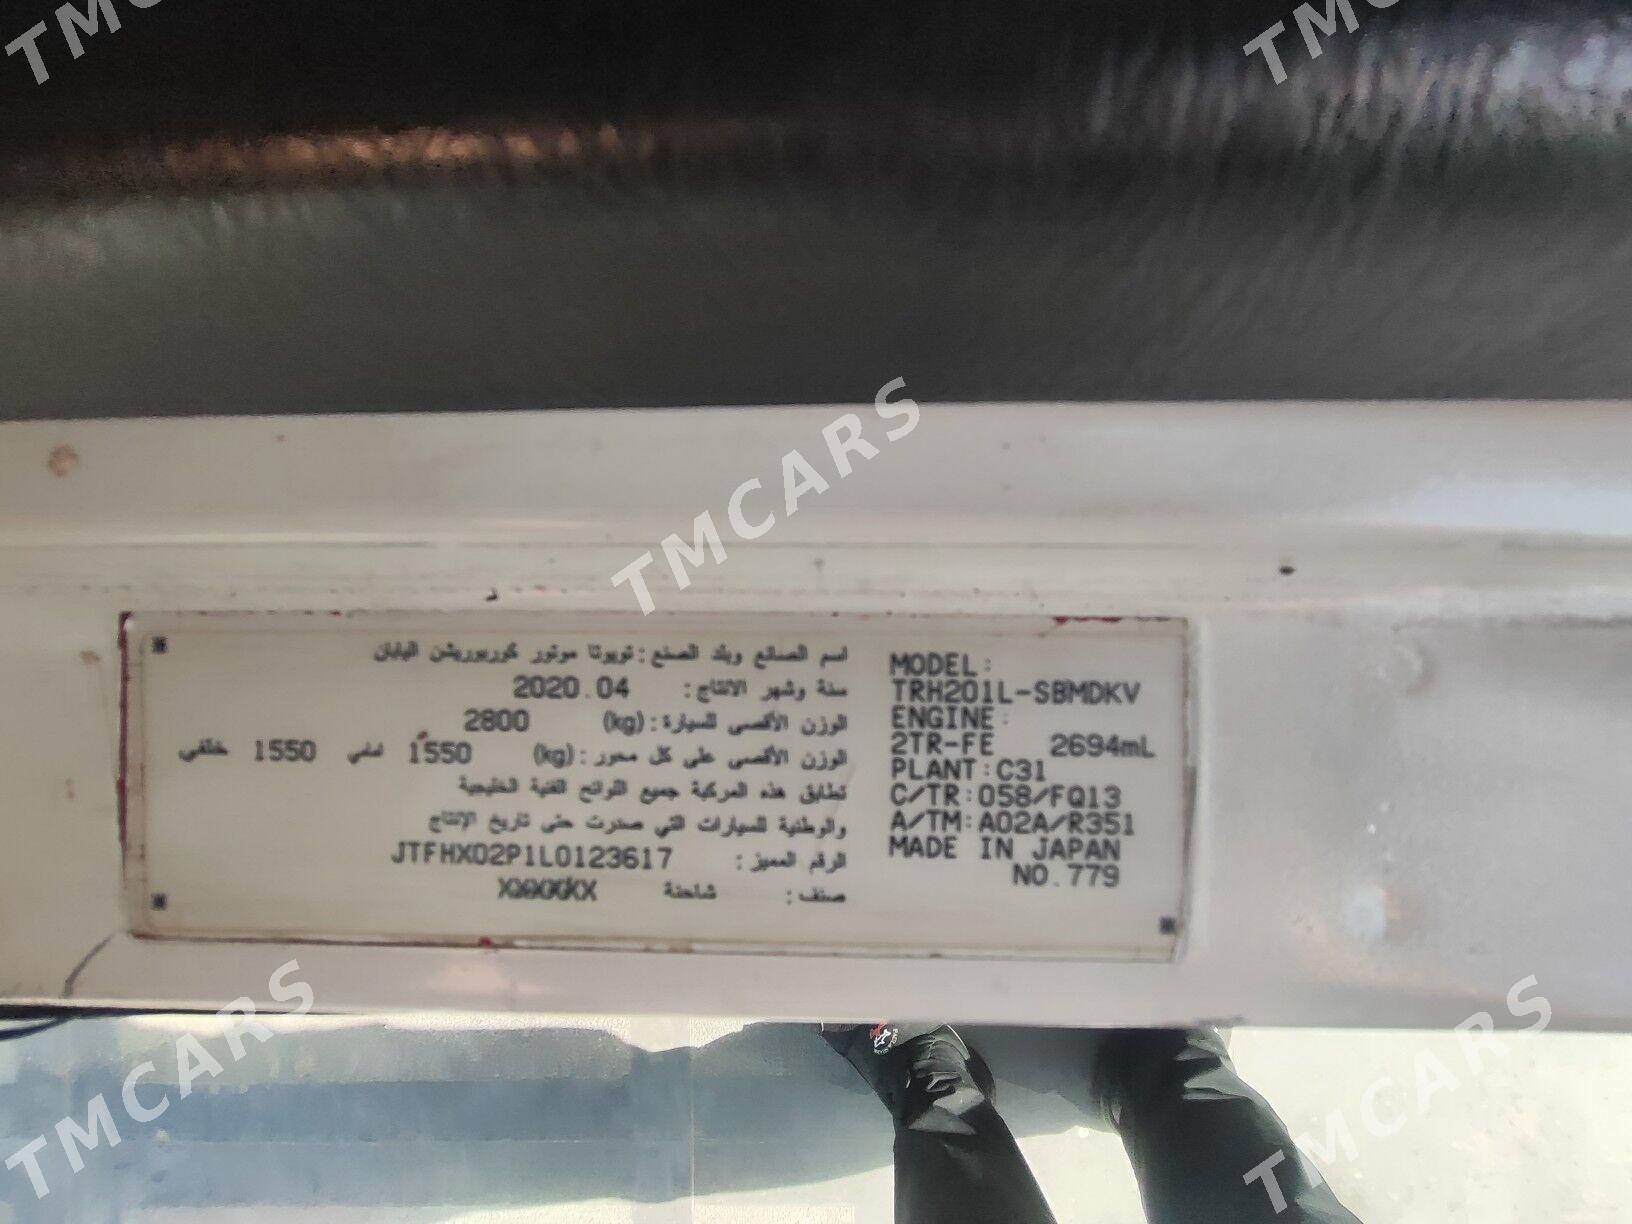 TMCARS
TMCARS
TMCARS
اسم الصانع وبلد الصنع : تويوتا موتور كوربوريشن اليابان
سنة وشهر الانتاج : 2020.04
الوزن الأقصى للسيارة : (kg) 2800
الوزن الأقصى على كل محور : (kg) 1550 امامي 1550 خلفي
تطابق هذه المركبة جميع اللوائح الفنية الخليجية
والوطنية للسيارات التي صدرت حتى تاريخ الإنتاج
الرقم المميز : JTFHX02P1L0123617
صنف : شاحنة
MODEL:
TRH201L-SBMDKV
ENGINE:
2TR-FE 2694mL
PLANT:C31
C/TR:058/FQ13
A/TM:A02A/R351
MADE IN JAPAN
NO.779
TMCARS
TMCARS